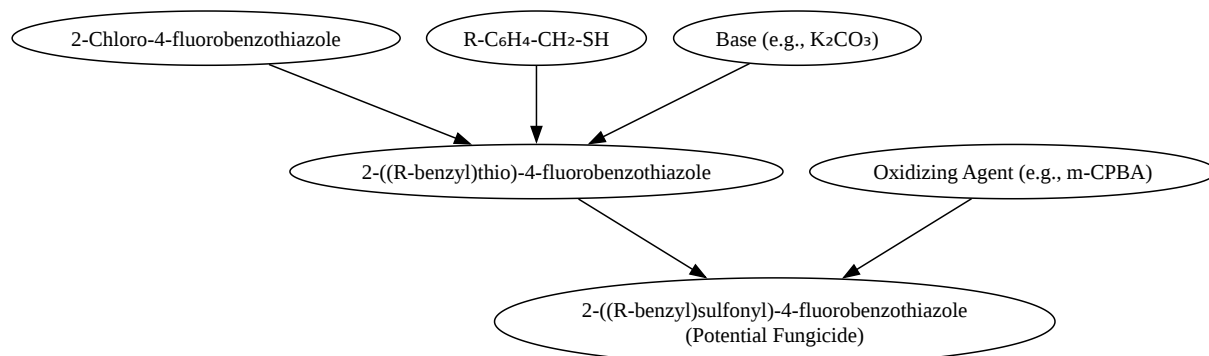 2-Chloro-4-fluorobenzothiazole
R-C₆H₄-CH₂-SH
Base (e.g., K₂CO₃)
2-((R-benzyl)thio)-4-fluorobenzothiazole
Oxidizing Agent (e.g., m-CPBA)
2-((R-benzyl)sulfonyl)-4-fluorobenzothiazole
(Potential Fungicide)